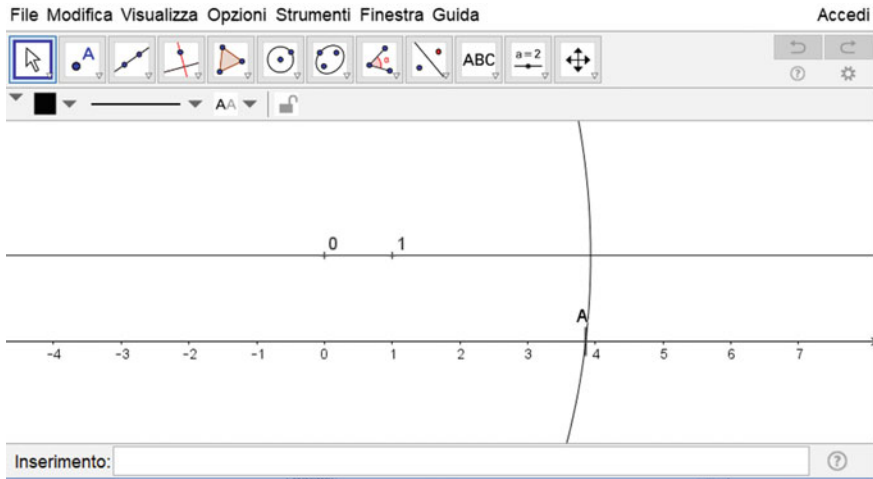 File Modifica Visualizza Opzioni Strumenti Finestra Guida Accedi
A α ABC a=2
AA
0 1
A
-4 -3 -2 -1 0 1 2 3 4 5 6 7
Inserimento: